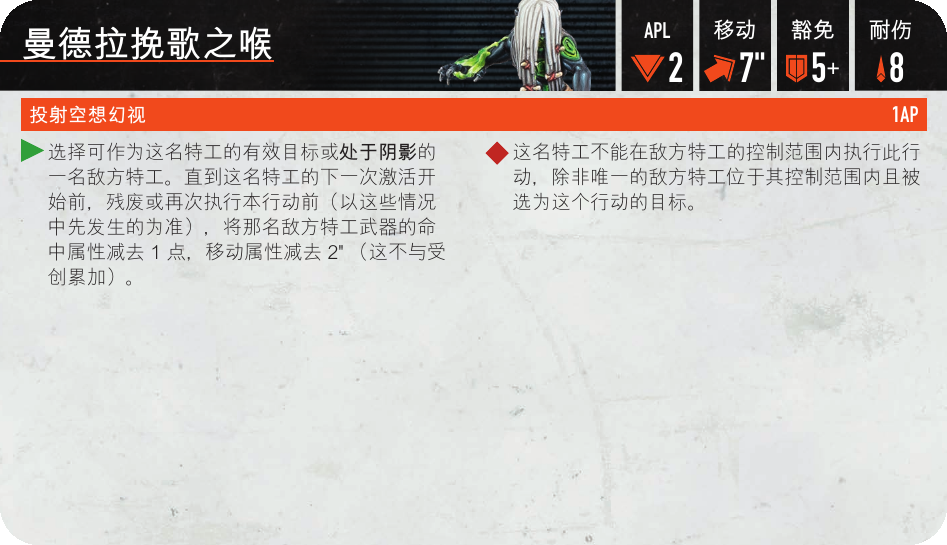 曼德拉挽歌之喉
APL 移动 豁免 耐伤
2 7" 5+ 8
投射空想幻视 1AP
选择可作为这名特工的有效目标或处于阴影的
一名敌方特工。直到这名特工的下一次激活开
始前，残废或再次执行本行动前（以这些情况
中先发生的为准），将那名敌方特工武器的命
中属性减去 1 点，移动属性减去 2"（这不与受
创累加）。
这名特工不能在敌方特工的控制范围内执行此行
动，除非唯一的敌方特工位于其控制范围内且被
选为这个行动的目标。